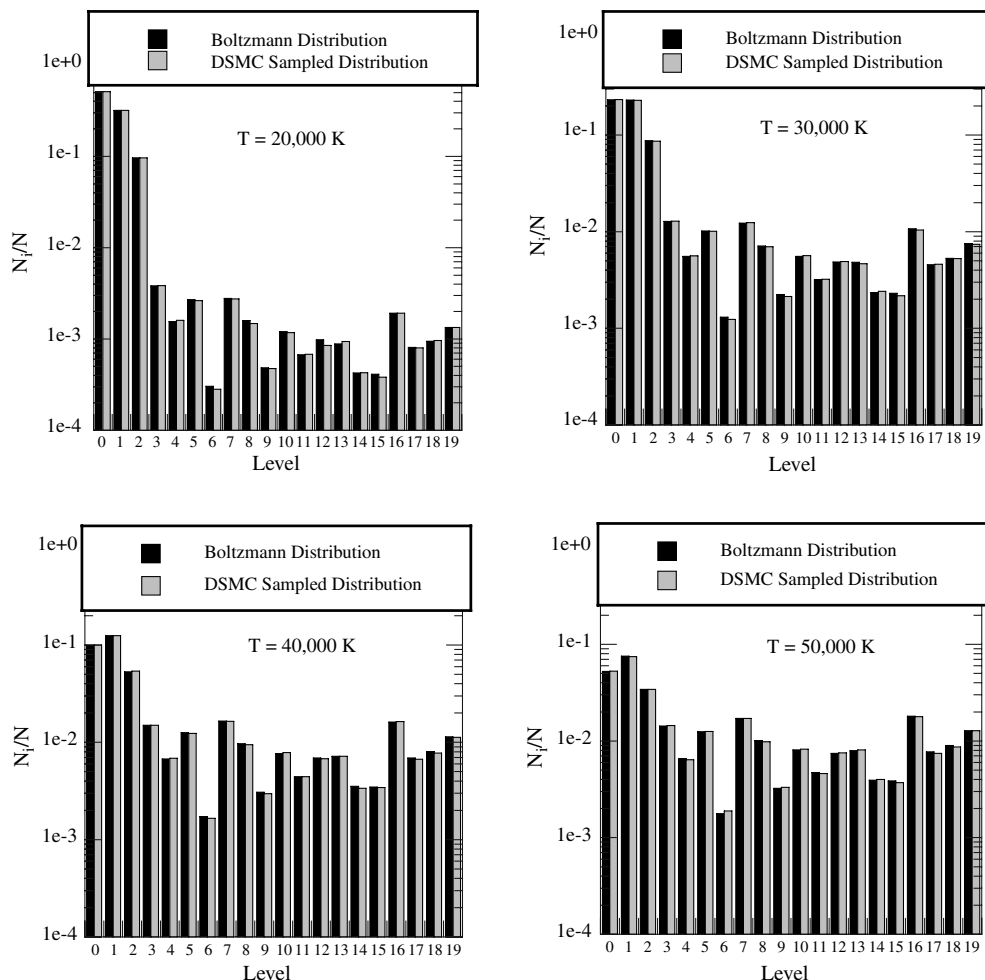 Boltzmann Distribution
DSMC Sampled Distribution
1e+0
T = 20,000 K
1e-1
1e-2
1e-3
1e-4
N_i/N
0 1 2 3 4 5 6 7 8 9 10 11 12 13 14 15 16 17 18 19
Level
Boltzmann Distribution
DSMC Sampled Distribution
1e+0
T = 30,000 K
1e-1
1e-2
1e-3
1e-4
N_i/N
0 1 2 3 4 5 6 7 8 9 10 11 12 13 14 15 16 17 18 19
Level
Boltzmann Distribution
DSMC Sampled Distribution
1e+0
T = 40,000 K
1e-1
1e-2
1e-3
1e-4
N_i/N
0 1 2 3 4 5 6 7 8 9 10 11 12 13 14 15 16 17 18 19
Level
Boltzmann Distribution
DSMC Sampled Distribution
1e+0
T = 50,000 K
1e-1
1e-2
1e-3
1e-4
N_i/N
0 1 2 3 4 5 6 7 8 9 10 11 12 13 14 15 16 17 18 19
Level